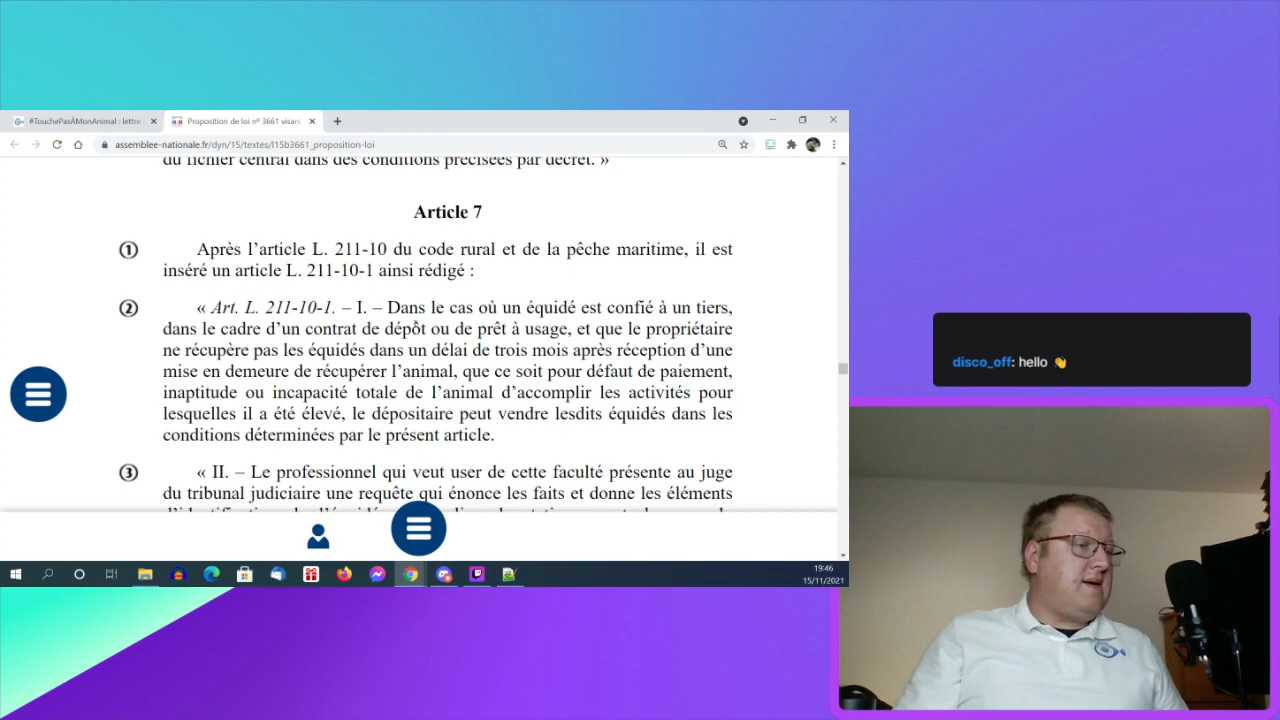 #TouchePasÀMonAnimal : lettre
Proposition de loi nº 3661 visant
assemblee-nationale.fr/dyn/15/textes/l15b3661_proposition-loi
du fichier central dans des conditions précisées par décret. »
Article 7
① Après l’article L. 211-10 du code rural et de la pêche maritime, il est
inséré un article L. 211-10-1 ainsi rédigé :
② « Art. L. 211-10-1. – I. – Dans le cas où un équidé est confié à un tiers,
dans le cadre d’un contrat de dépôt ou de prêt à usage, et que le propriétaire
ne récupère pas les équidés dans un délai de trois mois après réception d’une
mise en demeure de récupérer l’animal, que ce soit pour défaut de paiement,
inaptitude ou incapacité totale de l’animal d’accomplir les activités pour
lesquelles il a été élevé, le dépositaire peut vendre lesdits équidés dans les
conditions déterminées par le présent article.
③ « II. – Le professionnel qui veut user de cette faculté présente au juge
du tribunal judiciaire une requête qui énonce les faits et donne les éléments
19:46
15/11/2021
disco_off: hello 👋